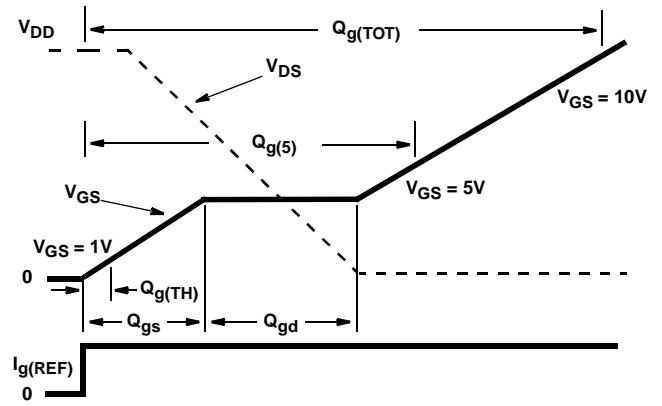 V_DD
Q_g(TOT)
V_DS
V_GS = 10V
Q_g(5)
V_GS
V_GS = 5V
V_GS = 1V
0
Q_g(TH)
Q_gs
Q_gd
I_g(REF)
0